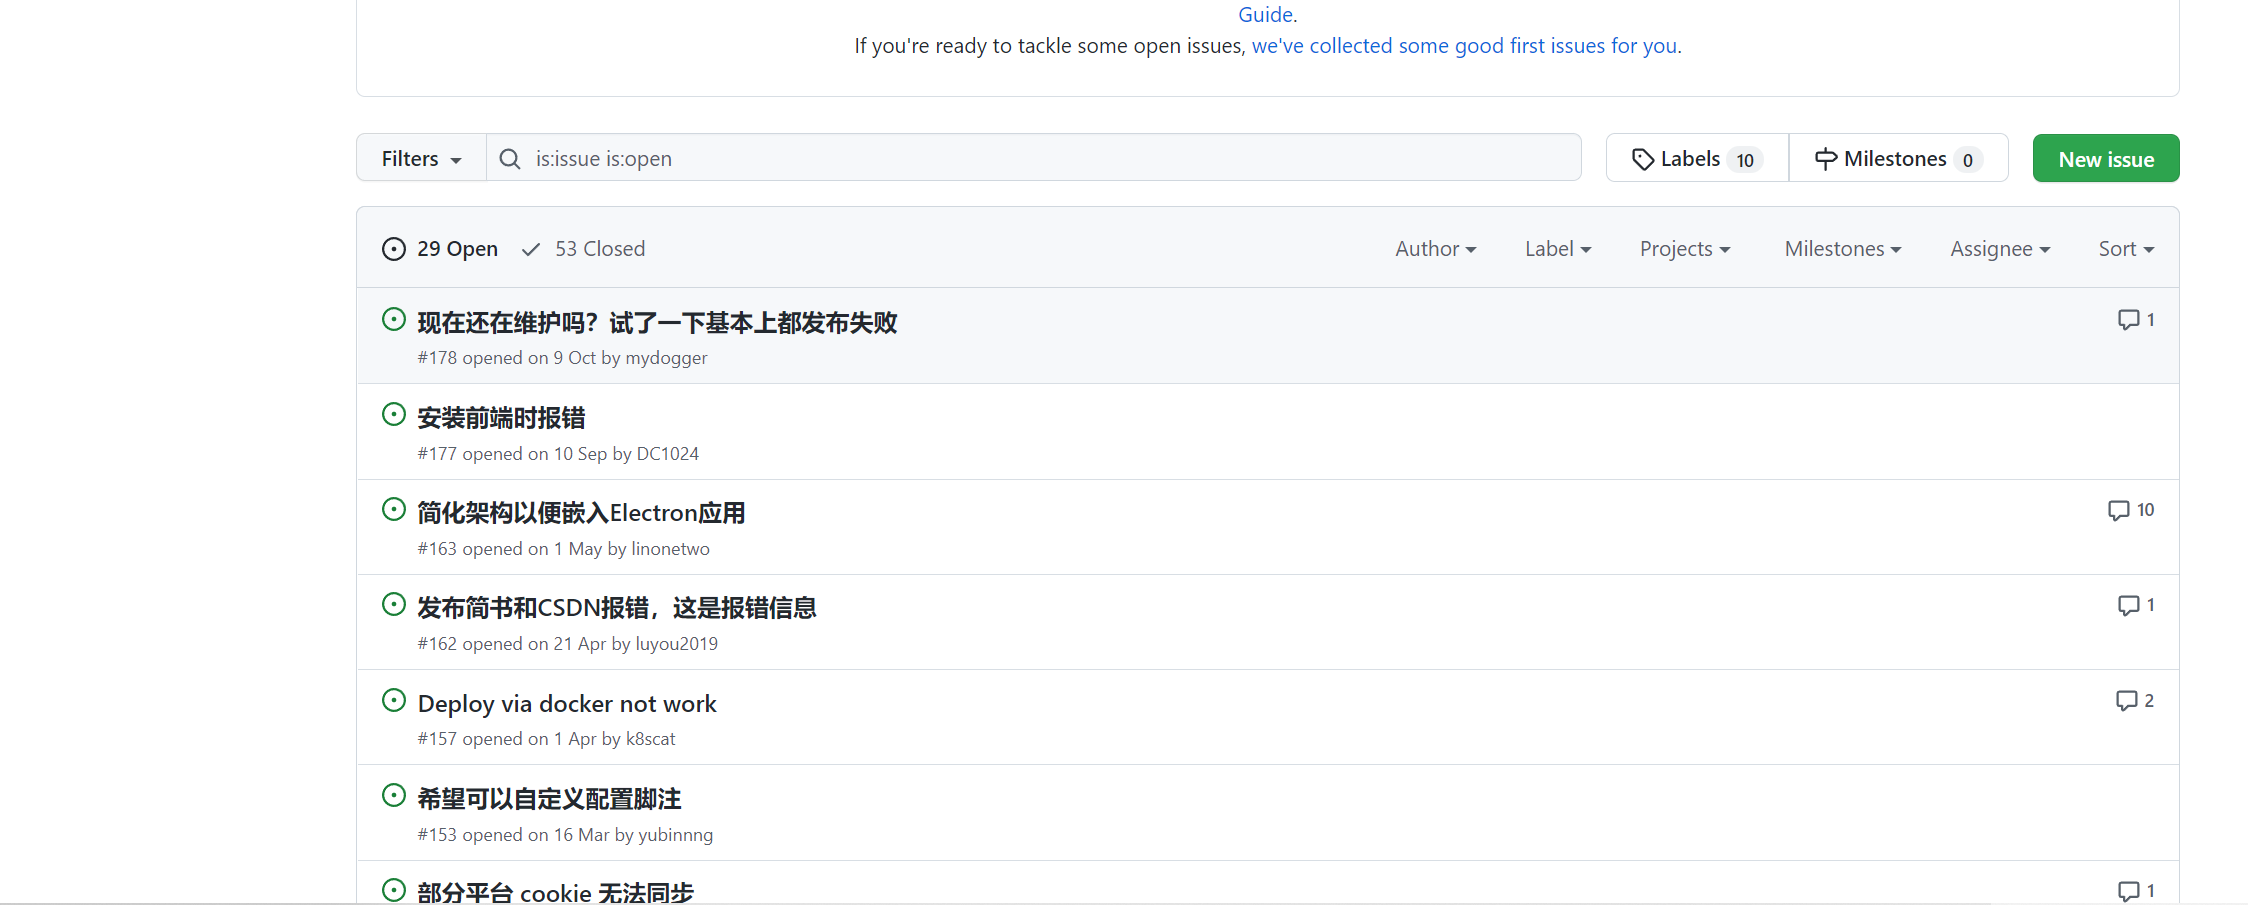 Guide.
If you're ready to tackle some open issues, we've collected some good first issues for you.
Filters is:issue is:open Labels 10 Milestones 0 New issue
29 Open 53 Closed Author Label Projects Milestones Assignee Sort
现在还在维护吗？试了一下基本上都发布失败 1
#178 opened on 9 Oct by mydogger
安装前端时报错
#177 opened on 10 Sep by DC1024
简化架构以便嵌入Electron应用 10
#163 opened on 1 May by linonetwo
发布简书和CSDN报错，这是报错信息 1
#162 opened on 21 Apr by luyou2019
Deploy via docker not work 2
#157 opened on 1 Apr by k8scat
希望可以自定义配置脚注
#153 opened on 16 Mar by yubinnng
部分平台 cookie 无法同步 1